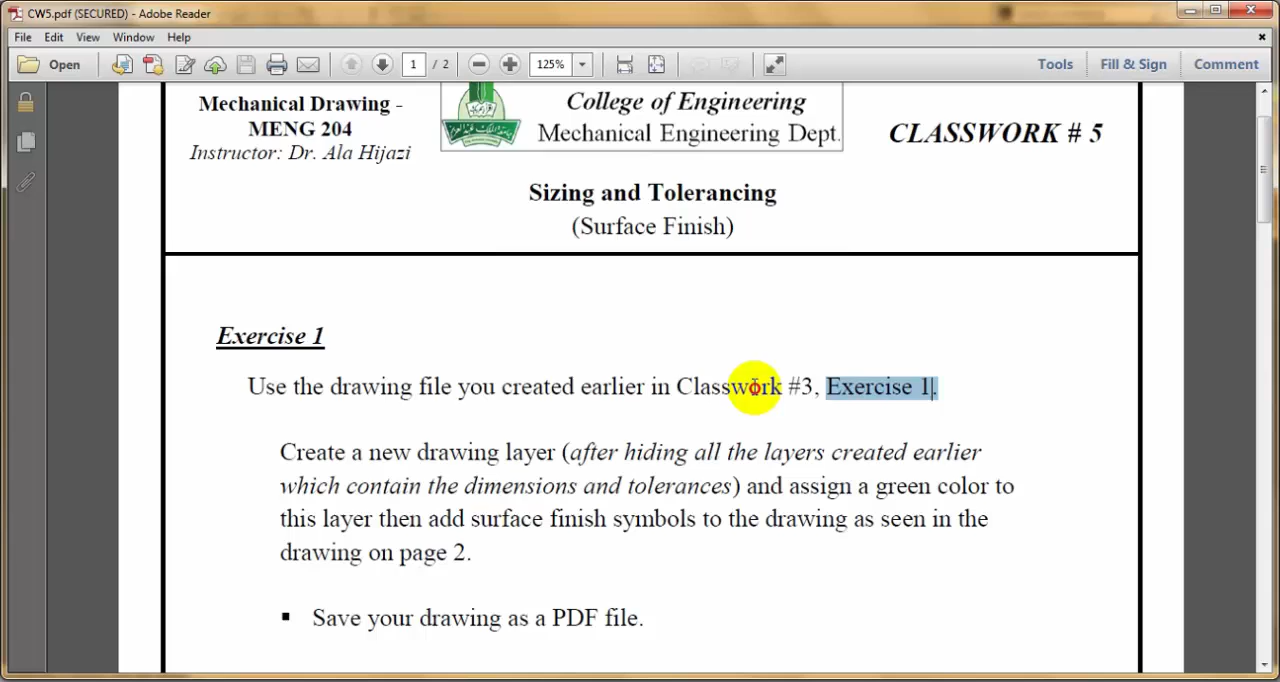 CW5.pdf (SECURED) - Adobe Reader
File Edit View Window Help
Open 1 / 2 125% Tools Fill & Sign Comment
Mechanical Drawing -
MENG 204
Instructor: Dr. Ala Hijazi
College of Engineering
Mechanical Engineering Dept.
CLASSWORK # 5
Sizing and Tolerancing
(Surface Finish)
Exercise 1
Use the drawing file you created earlier in Classwork #3, Exercise 1.
Create a new drawing layer (after hiding all the layers created earlier
which contain the dimensions and tolerances) and assign a green color to
this layer then add surface finish symbols to the drawing as seen in the
drawing on page 2.
▪ Save your drawing as a PDF file.